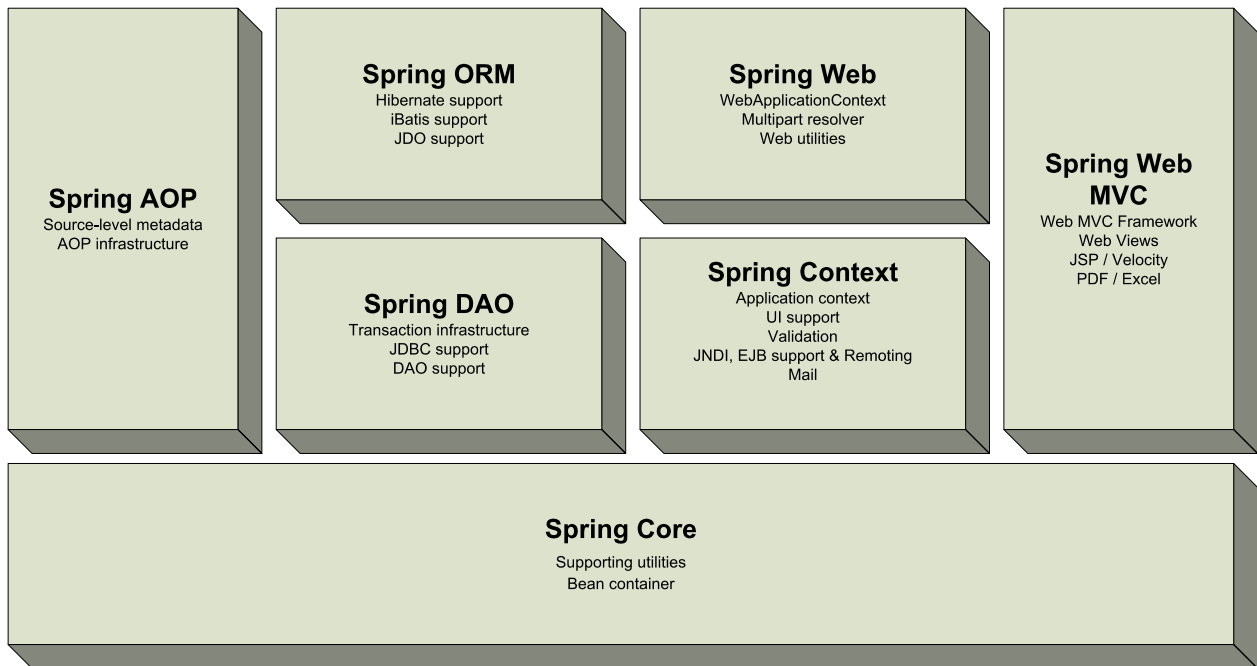 Spring AOP
Source-level metadata
AOP infrastructure
Spring ORM
Hibernate support
iBatis support
JDO support
Spring Web
WebApplicationContext
Multipart resolver
Web utilities
Spring DAO
Transaction infrastructure
JDBC support
DAO support
Spring Context
Application context
UI support
Validation
JNDI, EJB support & Remoting
Mail
Spring Web
MVC
Web MVC Framework
Web Views
JSP / Velocity
PDF / Excel
Spring Core
Supporting utilities
Bean container